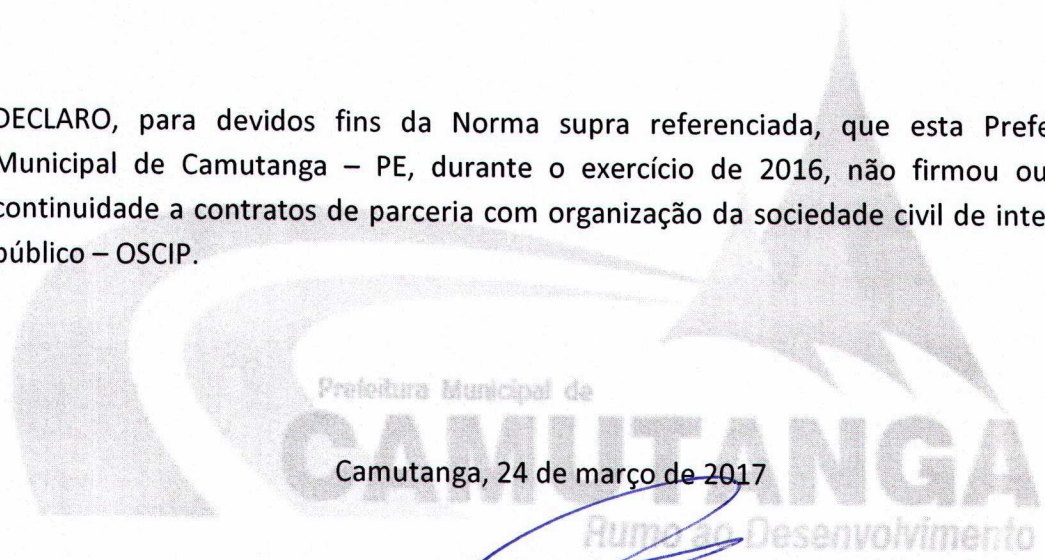 DECLARO, para devidos fins da Norma supra referenciada, que esta Prefe
Municipal de Camutanga – PE, durante o exercício de 2016, não firmou ou
continuidade a contratos de parceria com organização da sociedade civil de inte
público – OSCIP.
Prefeitura Municipal de
CAMUTANGA
Camutanga, 24 de março de 2017
Rumo ao Desenvolvimento